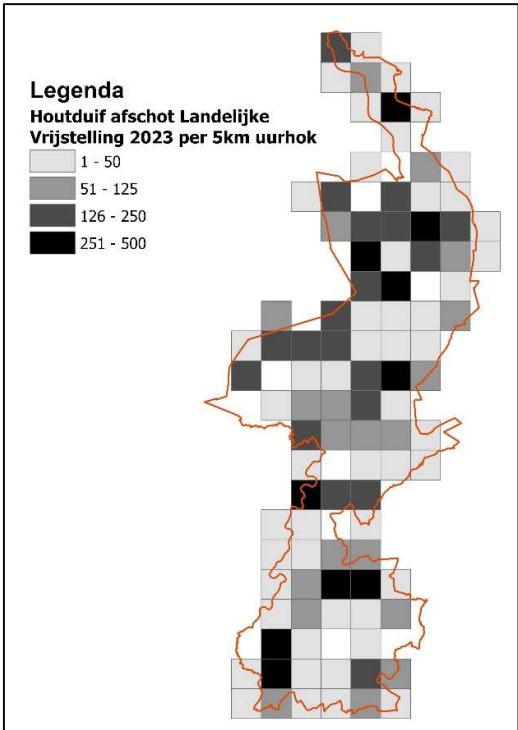 Legenda
Houtduif afschot Landelijke
Vrijstelling 2023 per 5km uurhok
1 - 50
51 - 125
126 - 250
251 - 500